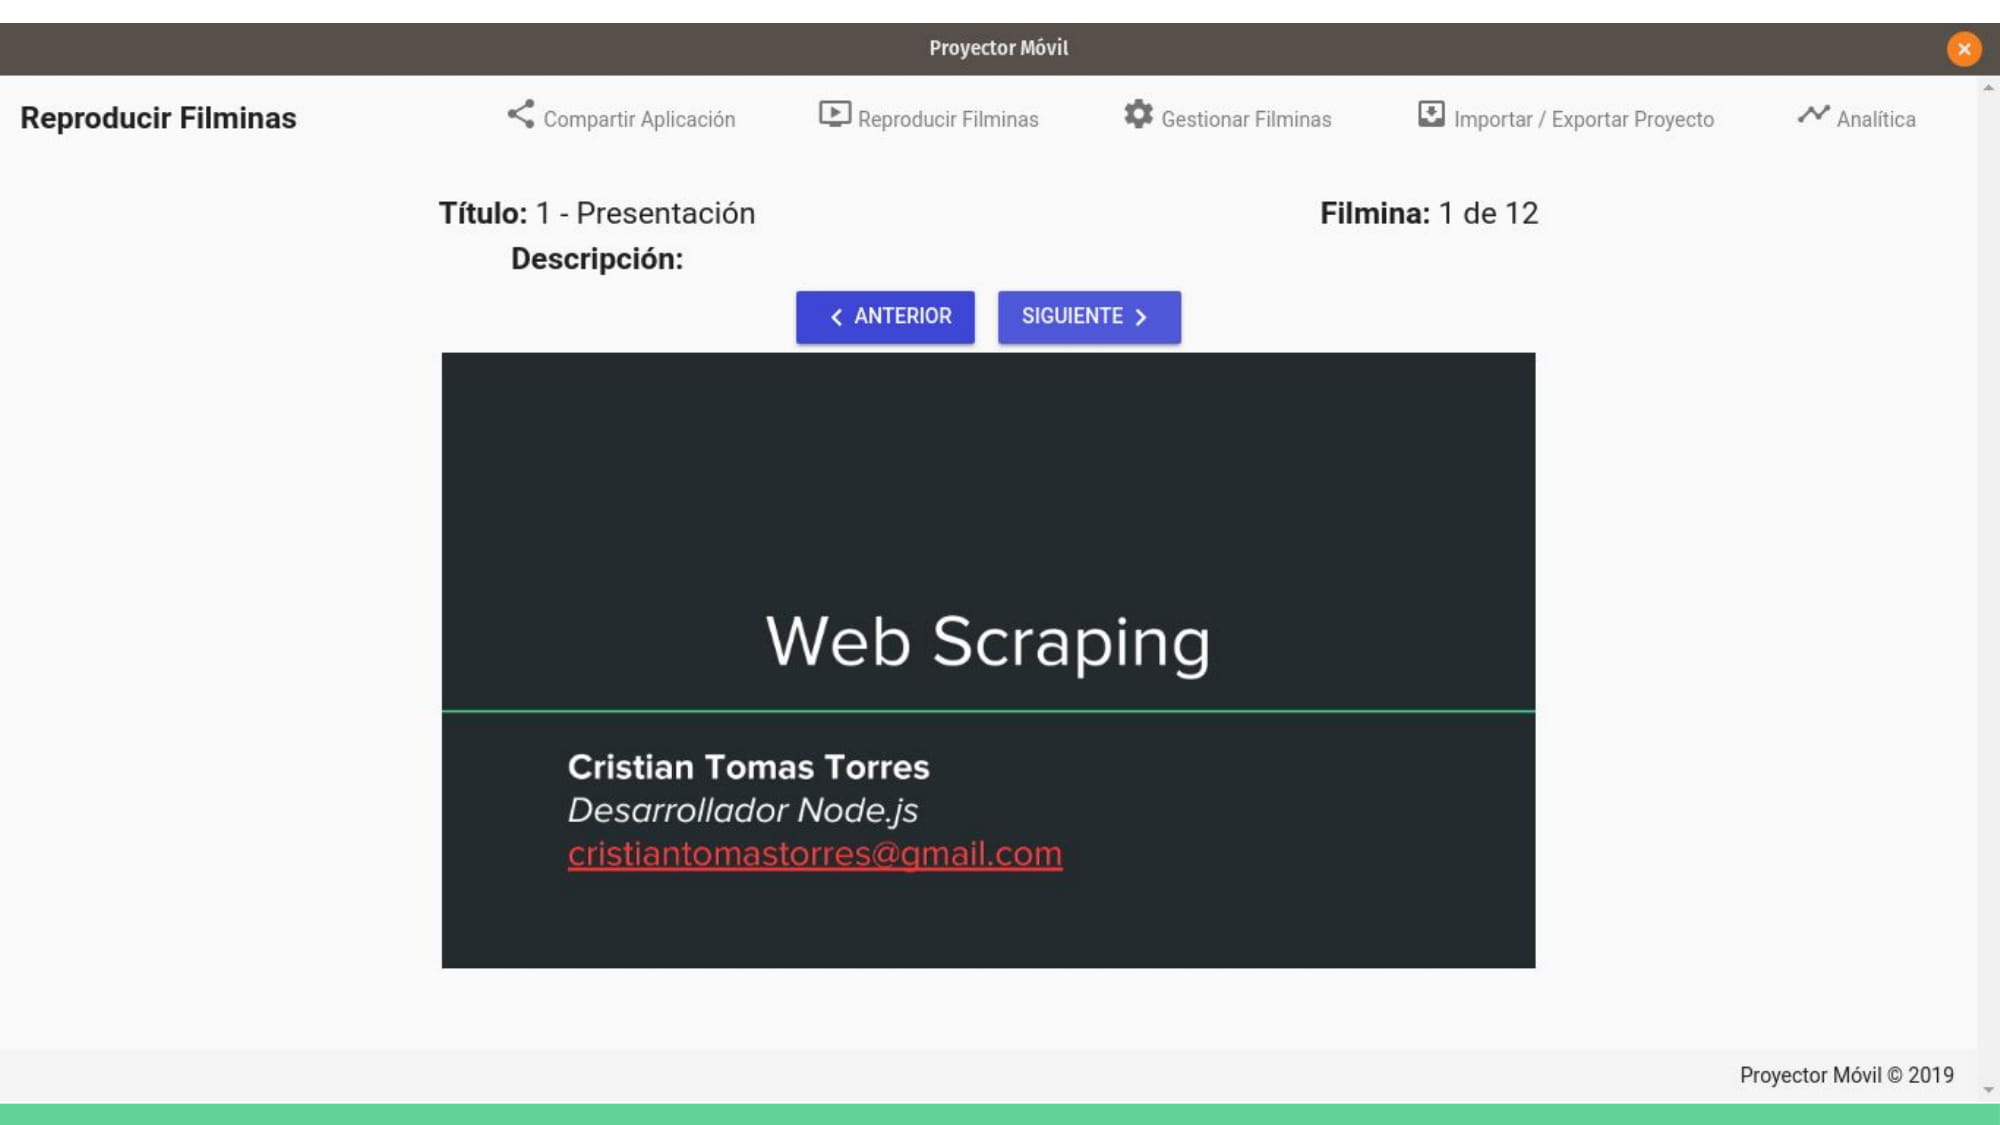 Proyector Móvil
Reproducir Filminas
Compartir Aplicación
Reproducir Filminas
Gestionar Filminas
Importar / Exportar Proyecto
Analítica
Título: 1 - Presentación
Filmina: 1 de 12
Descripción:
ANTERIOR
SIGUIENTE
Web Scraping
Cristian Tomas Torres
Desarrollador Node.js
cristiantomastorres@gmail.com
Proyector Móvil © 2019